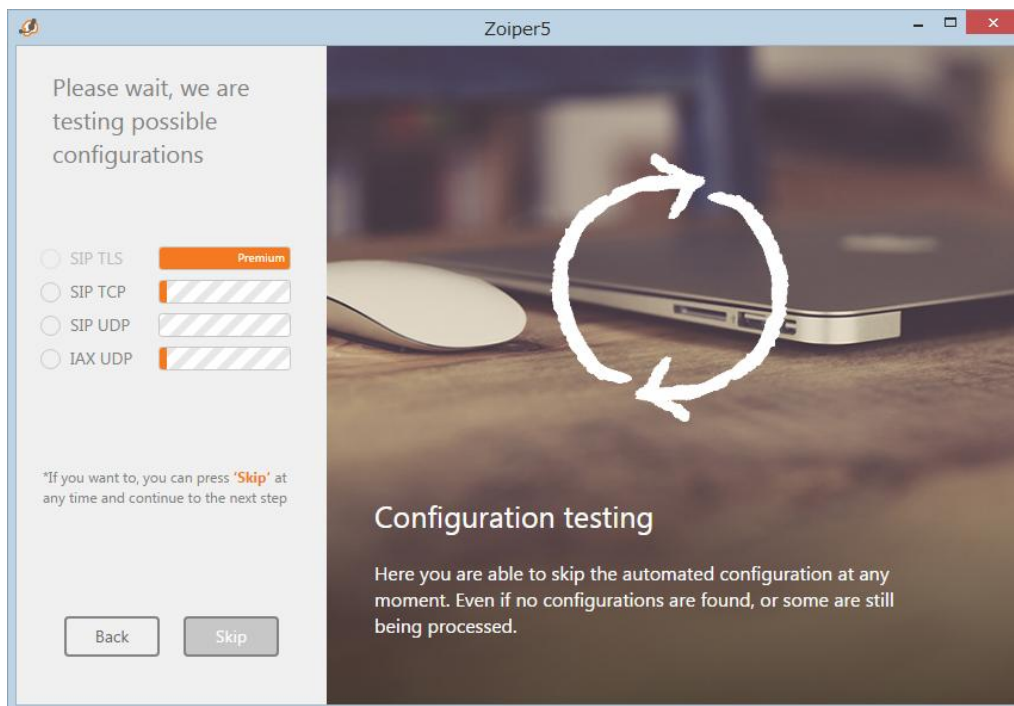 Zoiper5
Please wait, we are
testing possible
configurations
SIP TLS Premium
SIP TCP
SIP UDP
IAX UDP
*If you want to, you can press 'Skip' at
any time and continue to the next step
Back Skip
Configuration testing
Here you are able to skip the automated configuration at any
moment. Even if no configurations are found, or some are still
being processed.